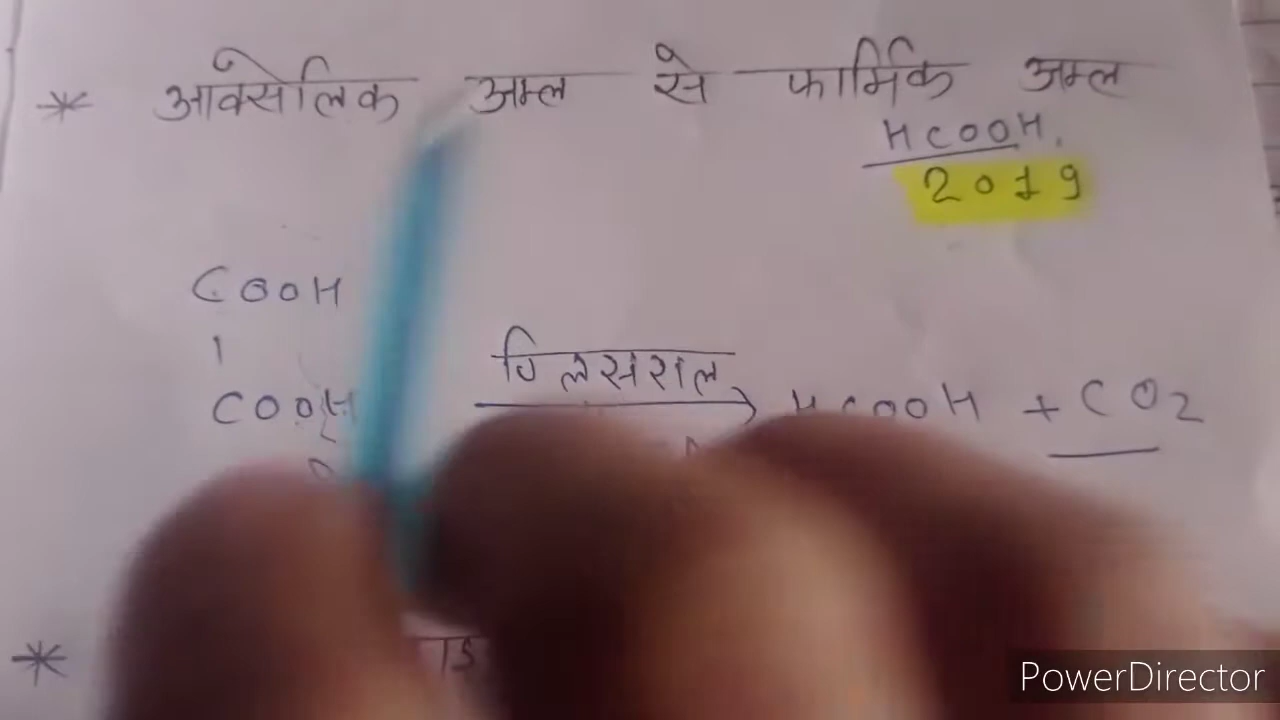 * आक्सेलिक अम्ल से फार्मिक अम्ल
HCOOH.
2019
COOH
|
COOH
ग्लिसराल
HCOOH + CO2
*
PowerDirector